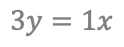 3y = 1x